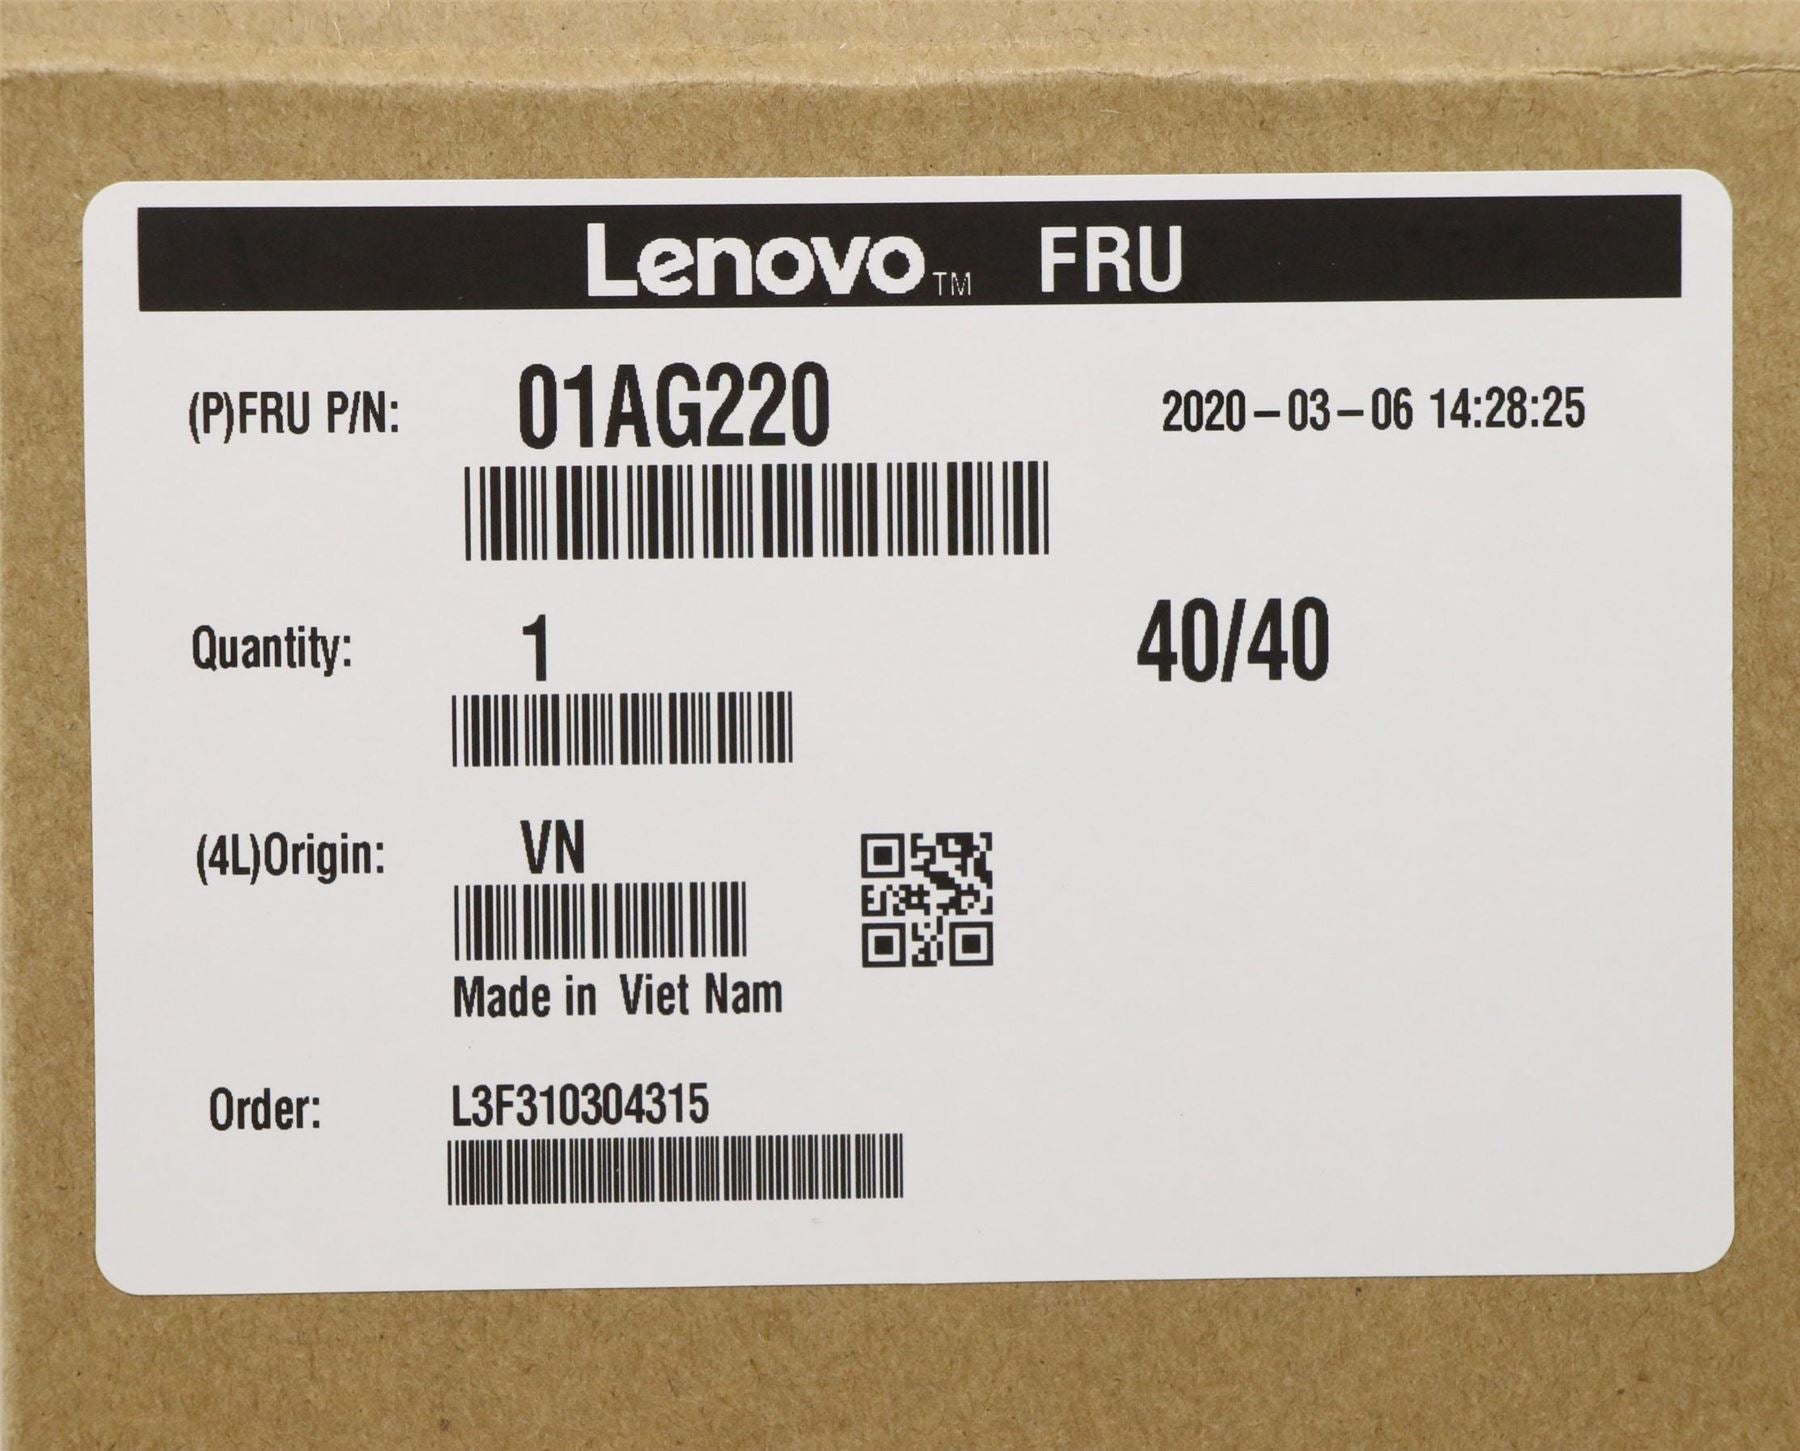 Lenovo™ FRU
(P)FRU P/N: 01AG220 2020-03-06 14:28:25
Quantity: 1 40/40
(4L)Origin: VN
Made in Viet Nam
Order: L3F310304315